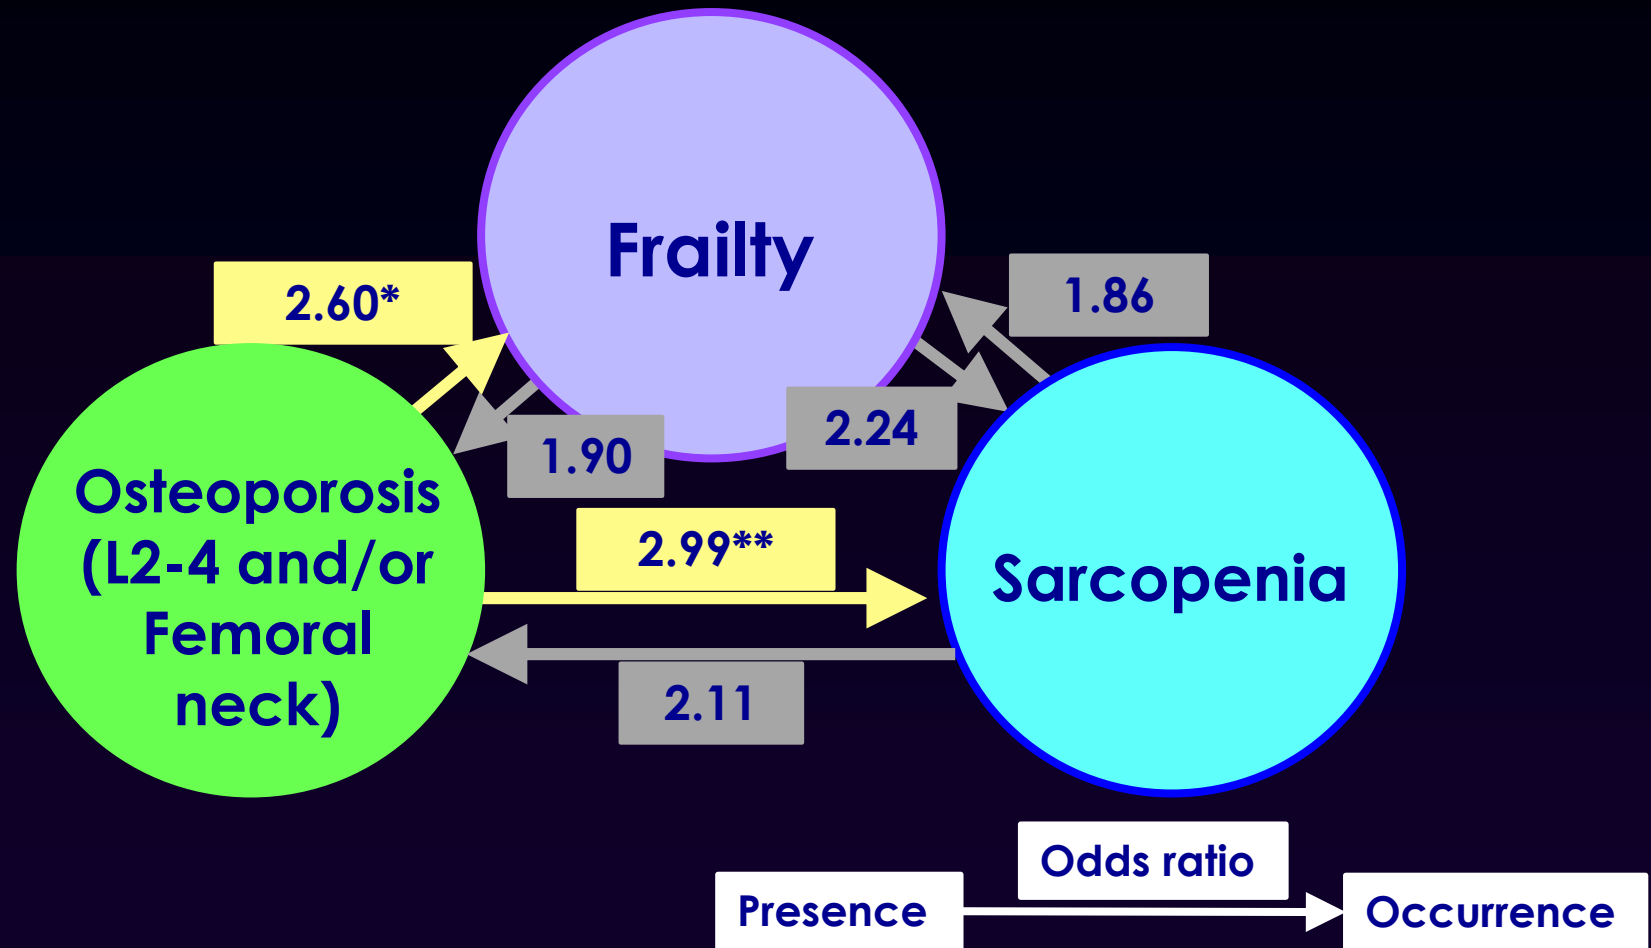 Frailty
2.60*
1.86
1.90
2.24
Osteoporosis
(L2-4 and/or
Femoral
neck)
2.99**
Sarcopenia
2.11
Odds ratio
Presence
Occurrence